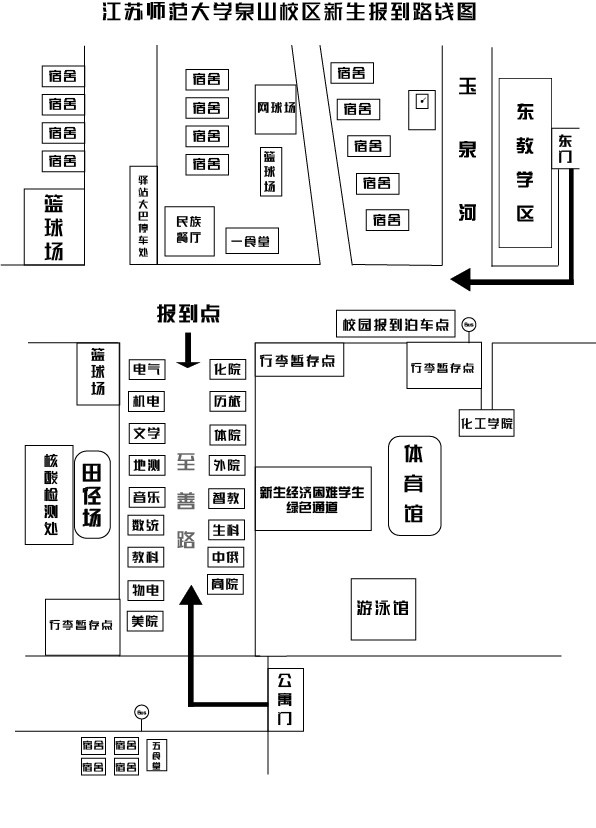 江苏师范大学泉山校区新生报到路线图
宿舍
宿舍
宿舍
宿舍
篮球场
驿站大巴停车处
宿舍
宿舍
宿舍
宿舍
网球场
篮球场
民族
餐厅
一食堂
宿舍
宿舍
宿舍
宿舍
宿舍
玉泉河
东教学区
东门
报到点
校园报到泊车点
Bus
篮球场
行李暂存点
行李暂存点
化工学院
电气
机电
文学
地测
音乐
数统
教科
物电
美院
至善路
化院
历旅
体院
外院
智教
生科
中俄
商院
核酸检测处
田径场
新生经济困难学生
绿色通道
体育馆
游泳馆
行李暂存点
公寓门
Bus
宿舍
宿舍
宿舍
宿舍
五食堂